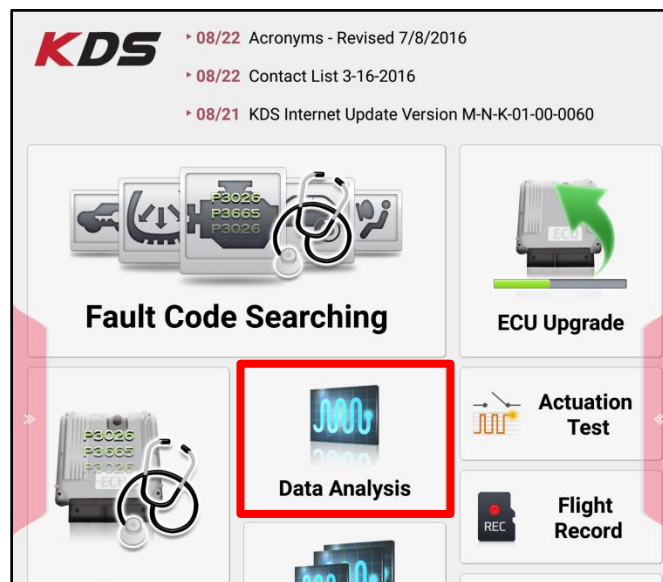 KDS
08/22 Acronyms - Revised 7/8/2016
08/22 Contact List 3-16-2016
08/21 KDS Internet Update Version M-N-K-01-00-0060
P3026
P3665
P3026
ECU
Fault Code Searching
ECU Upgrade
P3026
P3665
P3026
ECU
Data Analysis
Actuation
Test
REC
Flight
Record